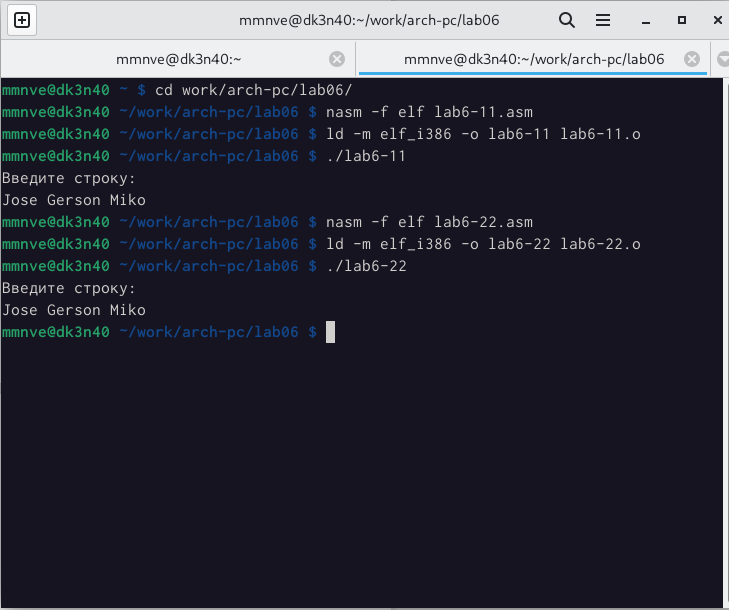 mmnve@dk3n40:~/work/arch-pc/lab06
mmnve@dk3n40:~
mmnve@dk3n40:~/work/arch-pc/lab06
mmnve@dk3n40 ~ $ cd work/arch-pc/lab06/
mmnve@dk3n40 ~/work/arch-pc/lab06 $ nasm -f elf lab6-11.asm
mmnve@dk3n40 ~/work/arch-pc/lab06 $ ld -m elf_i386 -o lab6-11 lab6-11.o
mmnve@dk3n40 ~/work/arch-pc/lab06 $ ./lab6-11
Введите строку:
Jose Gerson Miko
mmnve@dk3n40 ~/work/arch-pc/lab06 $ nasm -f elf lab6-22.asm
mmnve@dk3n40 ~/work/arch-pc/lab06 $ ld -m elf_i386 -o lab6-22 lab6-22.o
mmnve@dk3n40 ~/work/arch-pc/lab06 $ ./lab6-22
Введите строку:
Jose Gerson Miko
mmnve@dk3n40 ~/work/arch-pc/lab06 $